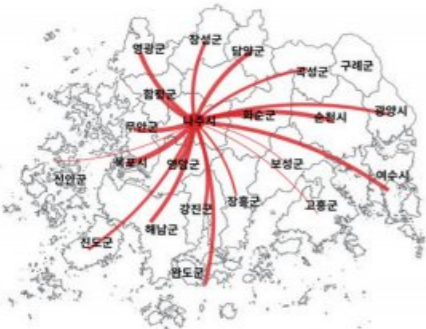 장성군
영광군
담양군
곡성군
구례군
함평군
광양시
화순군
순천시
나주시
무안군
목포시
영암군
보성군
여수시
신안군
장흥군
고흥군
강진군
해남군
진도군
완도군